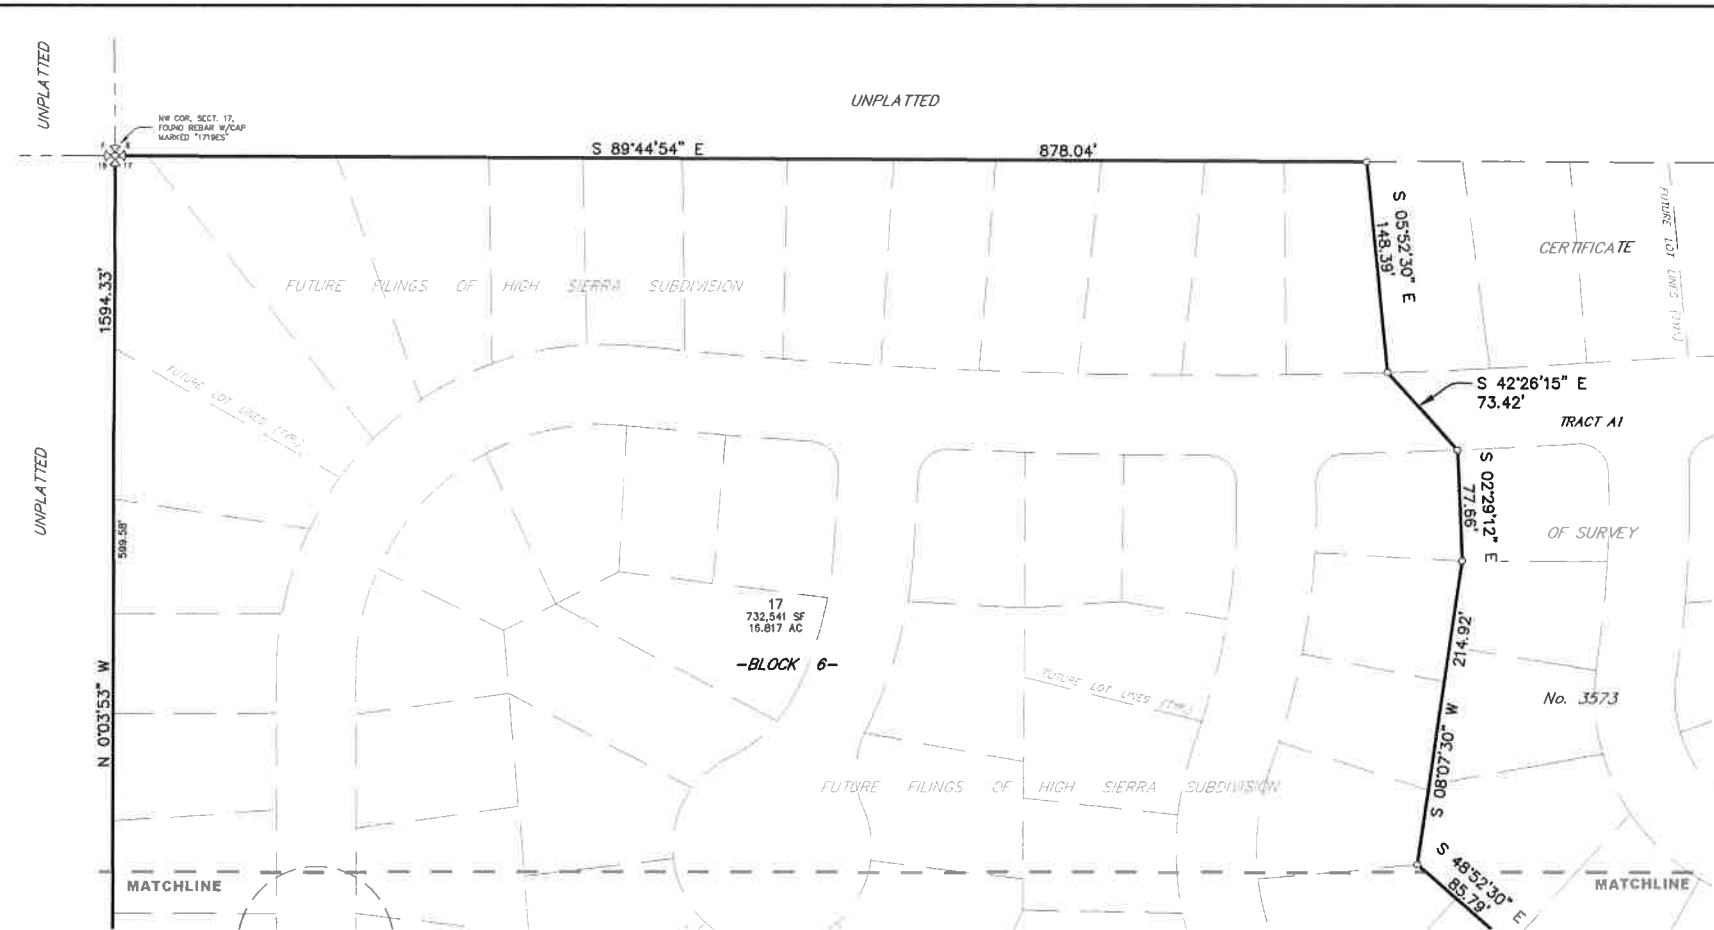 UNPLATTED
UNPLATTED
NW COR, SECT. 17,
FOUND REBAR W/CAP
MARKED "1719ES"
S 89°44'54" E
878.04'
S 05°52'30" E
148.39'
CERTIFICATE
FUTURE LOT LINES (TYP.)
1594.33'
FUTURE FILINGS OF HIGH SIERRA SUBDIVISION
FUTURE LOT LINES (TYP.)
S 42°26'15" E
73.42'
TRACT A1
UNPLATTED
599.58'
S 02°29'12" E
77.66'
OF SURVEY
17
732,541 SF
16.817 AC
-BLOCK 6-
N 0°03'53" W
FUTURE LOT LINES (TYP.)
214.92'
S 08°07'30" W
No. 3573
FUTURE FILINGS OF HIGH SIERRA SUBDIVISION
MATCHLINE
S 48°52'30" E
85.79'
MATCHLINE